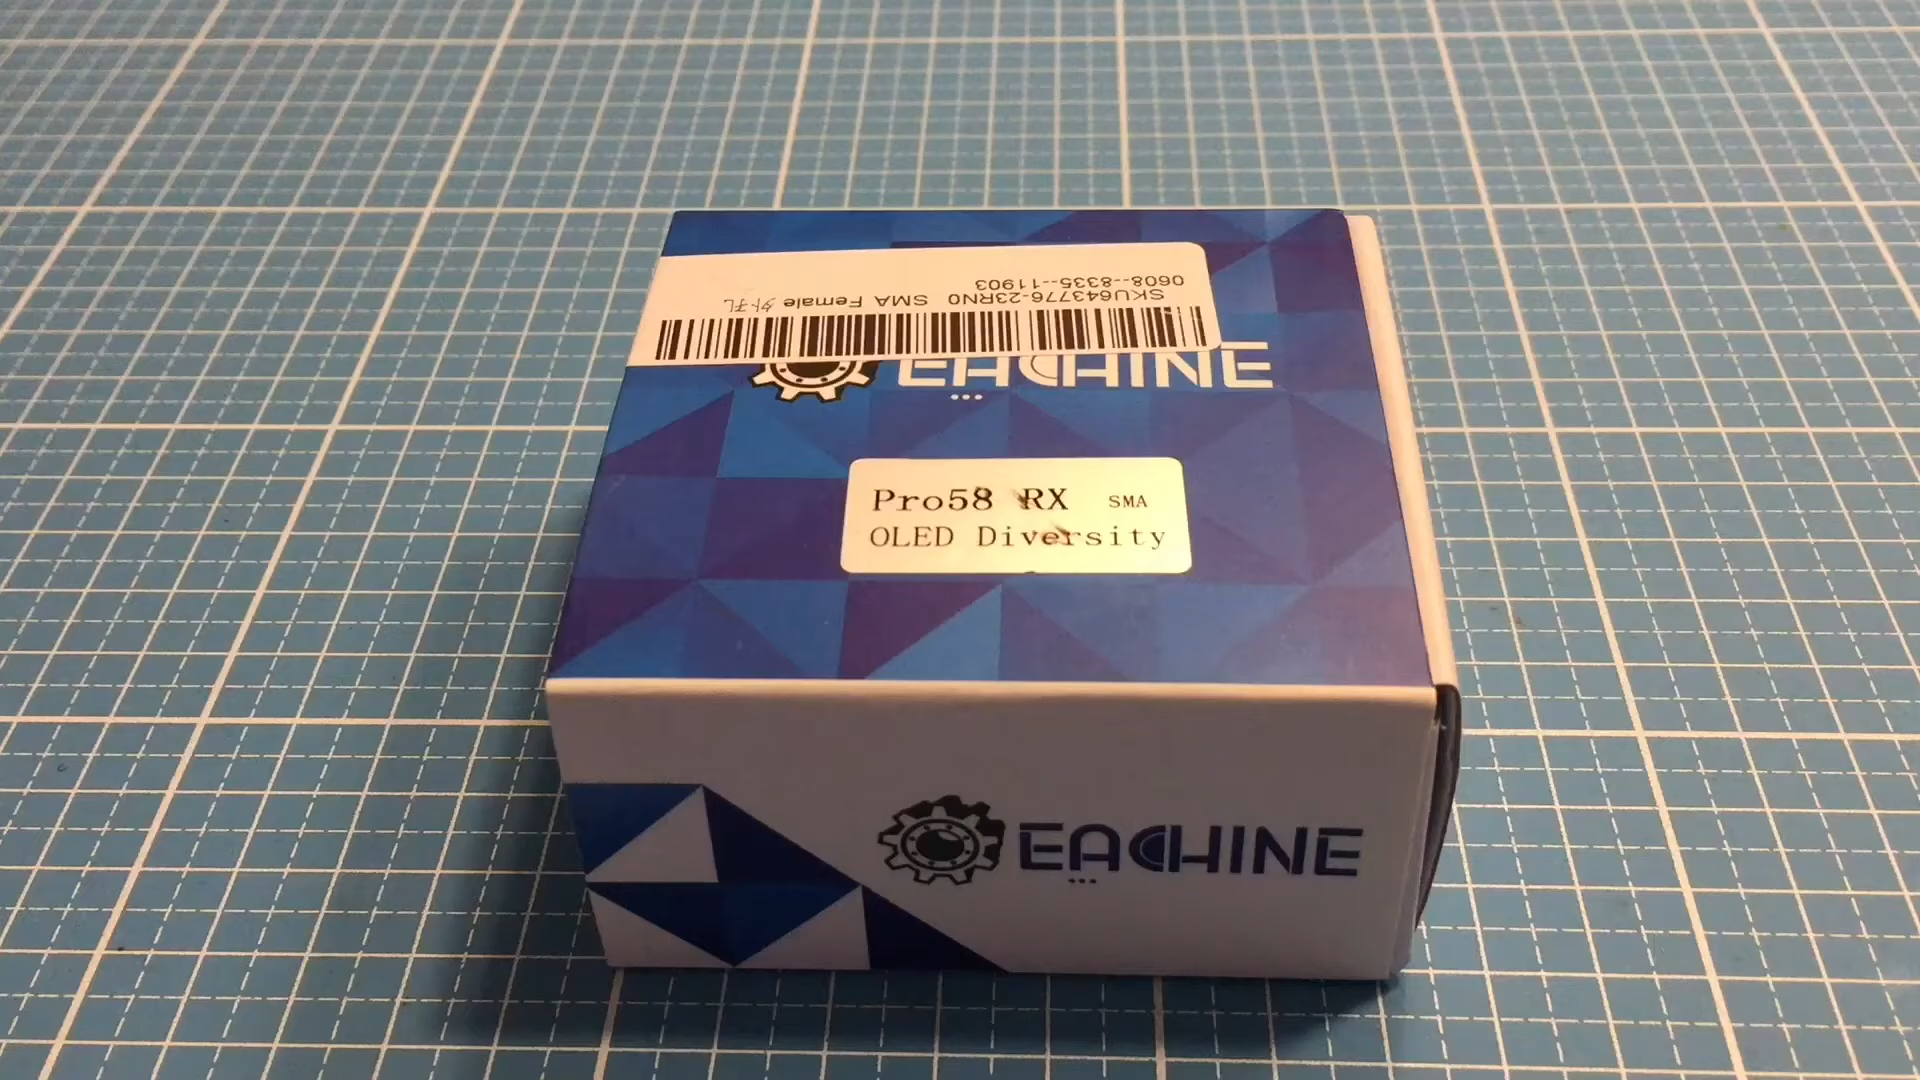 0608--8335--11903
SKU643776-23RN0 SMA Female 外孔
EACHINE
Pro58 RX SMA
OLED Diversity
EACHINE